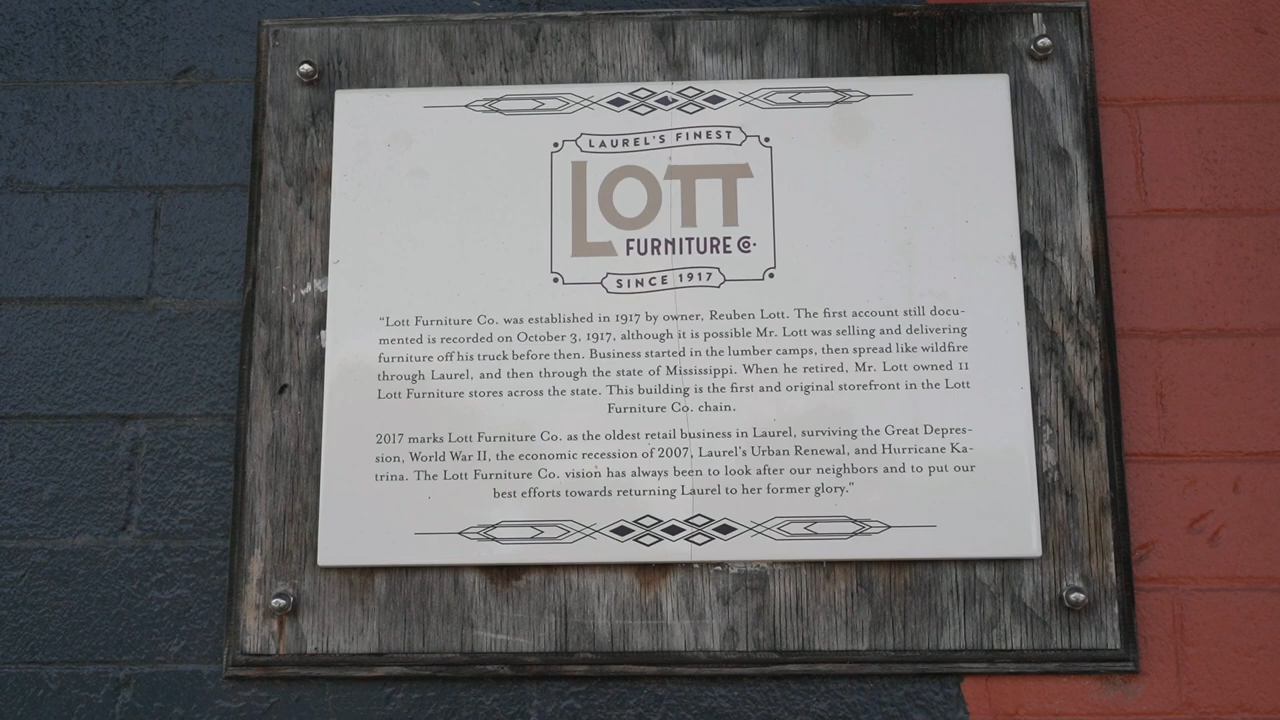 LAUREL'S FINEST
LOTT
FURNITURE Co.
SINCE 1917
“Lott Furniture Co. was established in 1917 by owner, Reuben Lott. The first account still docu-
mented is recorded on October 3, 1917, although it is possible Mr. Lott was selling and delivering
furniture off his truck before then. Business started in the lumber camps, then spread like wildfire
through Laurel, and then through the state of Mississippi. When he retired, Mr. Lott owned 11
Lott Furniture stores across the state. This building is the first and original storefront in the Lott
Furniture Co. chain.
2017 marks Lott Furniture Co. as the oldest retail business in Laurel, surviving the Great Depres-
sion, World War II, the economic recession of 2007, Laurel's Urban Renewal, and Hurricane Ka-
trina. The Lott Furniture Co. vision has always been to look after our neighbors and to put our
best efforts towards returning Laurel to her former glory."